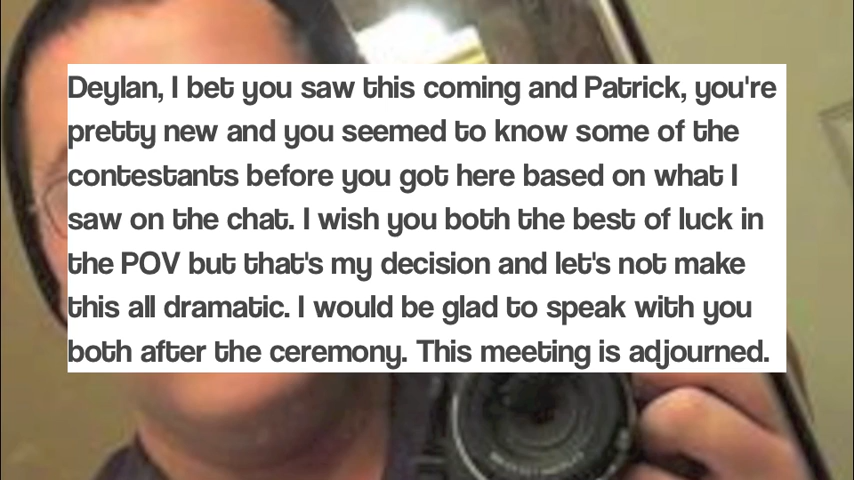 Deylan, I bet you saw this coming and Patrick, you're
pretty new and you seemed to know some of the
contestants before you got here based on what I
saw on the chat. I wish you both the best of luck in
the POV but that's my decision and let's not make
this all dramatic. I would be glad to speak with you
both after the ceremony. This meeting is adjourned.